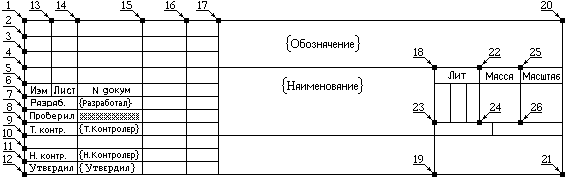 1 13 14 15 16 17 20
2
3
{Обозначение}
4
5 18 22 25
6 Лит Масса Масштаб
{Наименование}
7 Изм Лист N докум
8 Разраб. {Разработал}
9 Проверил 23 24 26
10 Т. контр. {Т.Контролер}
11 Н. контр. {Н.Контролер}
12 Утвердил {Утвердил} 19 21